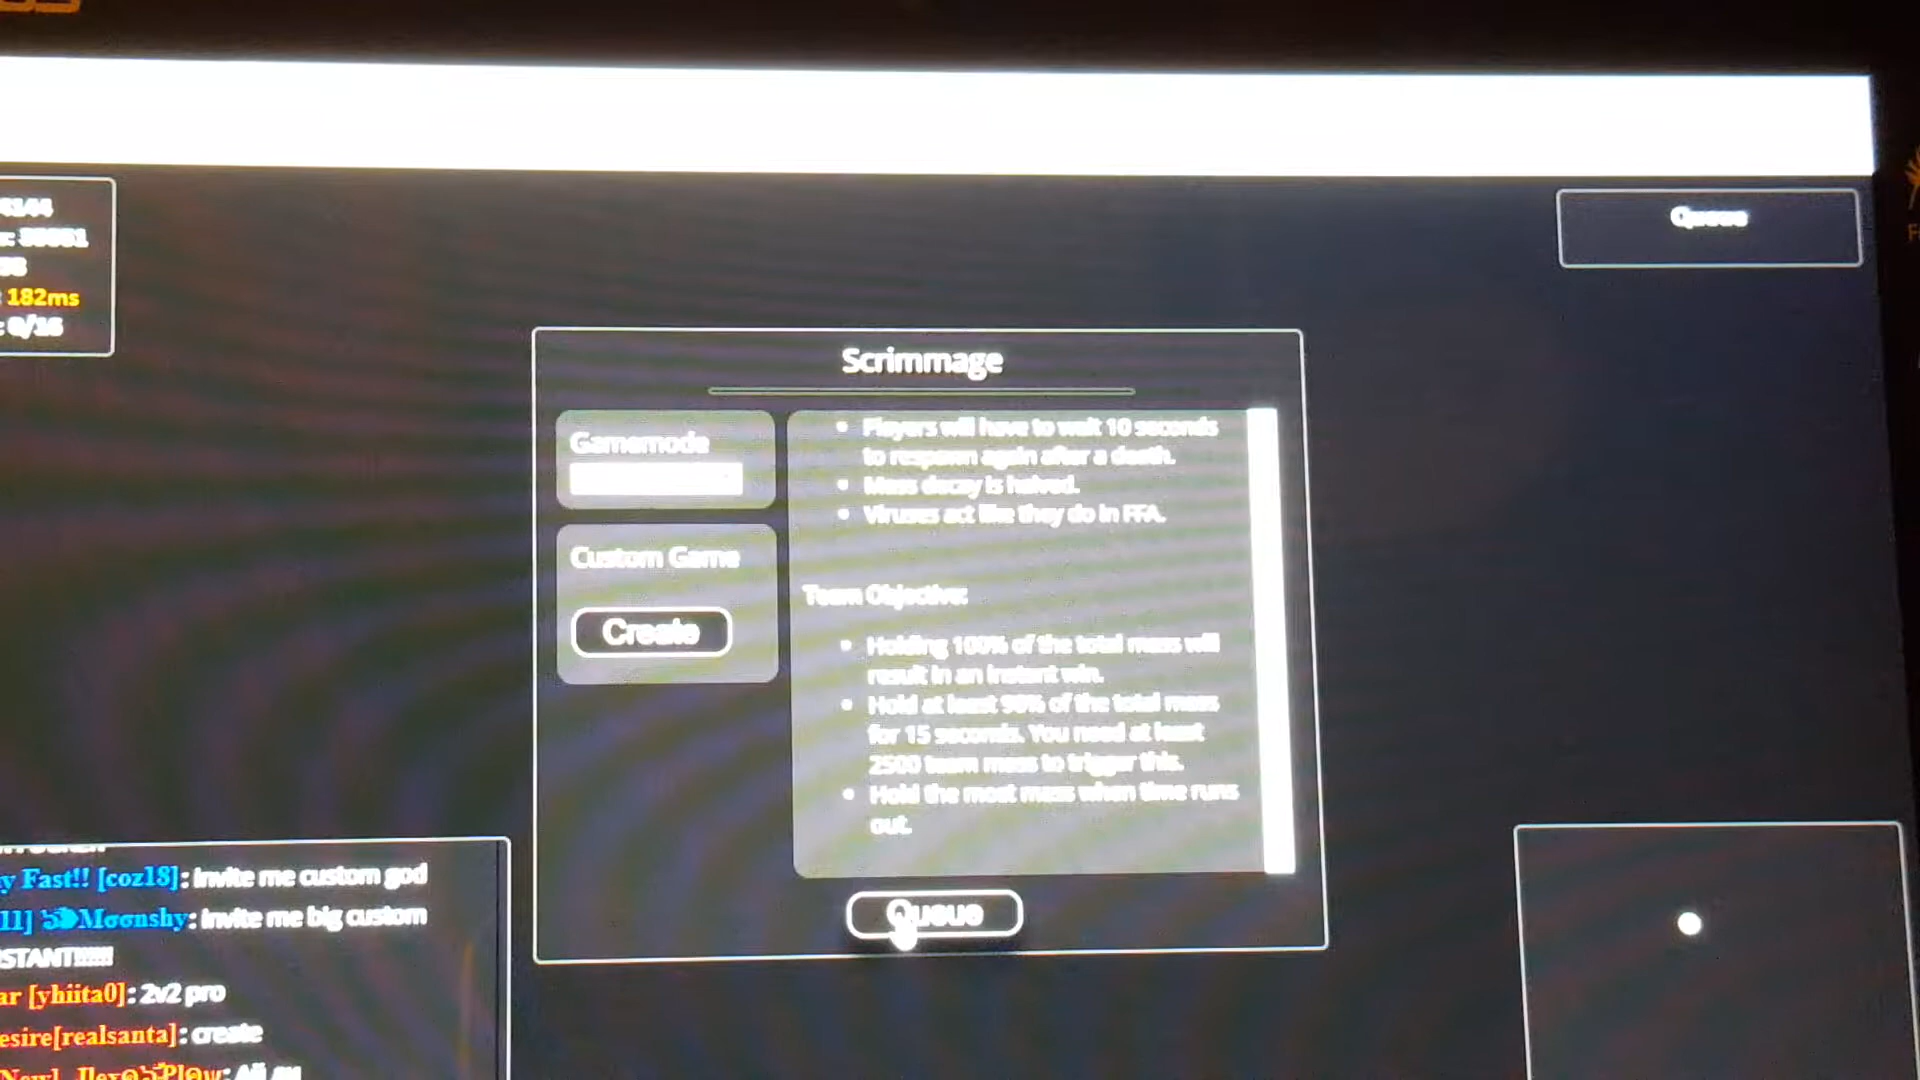 182ms
: 0/16
Queue
Scrimmage
Gamemode
Custom Game
Create
Players will have to wait 10 seconds
to respawn again after a death.
Mass decay is halved.
Viruses act like they do in FFA.
Team Objective:
Holding 100% of the total mass will
result in an instant win.
Hold at least 90% of the total mass
for 15 seconds. You need at least
2500 team mass to trigger this.
Hold the most mass when time runs
out.
Queue
y Fast!! [coz18]: invite me custom god
Moonshy: invite me big custom
STANT!!!!!!
ar [yhiita0]: 2v2 pro
esire[realsanta]: create